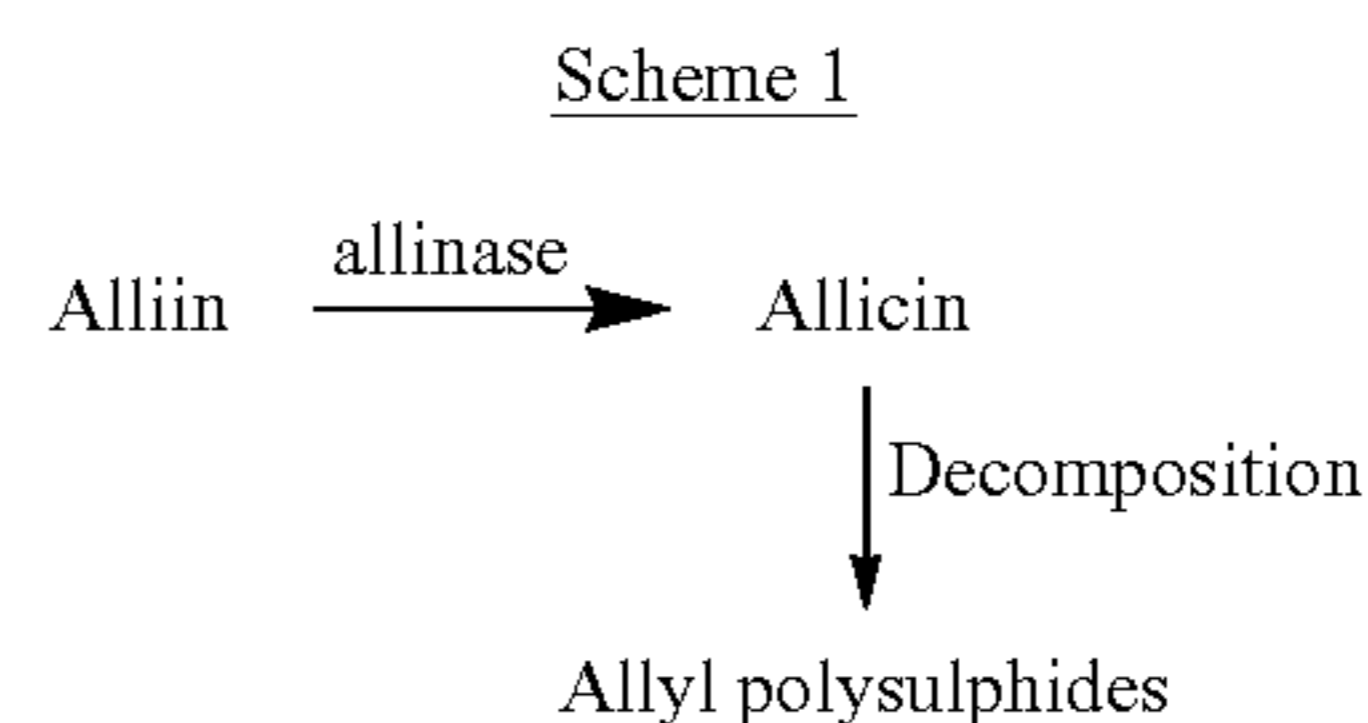 Scheme 1
allinase
Alliin
Allicin
Decomposition
Allyl polysulphides